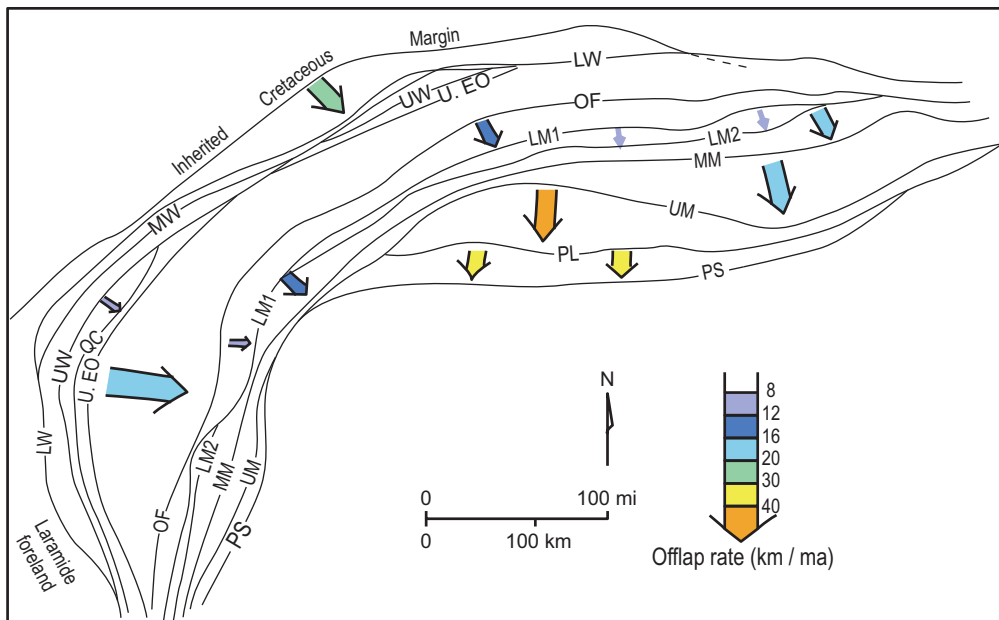 Margin
Cretaceous
Inherited
LW
UW
U. EO
OF
LM1
LM2
MM
MW
UM
PL
PS
UW
QC
U. EO
LM1
LW
LM2
MM
UM
OF
PS
Laramide
foreland
N
0
100 mi
0
100 km
8
12
16
20
30
40
Offlap rate (km / ma)